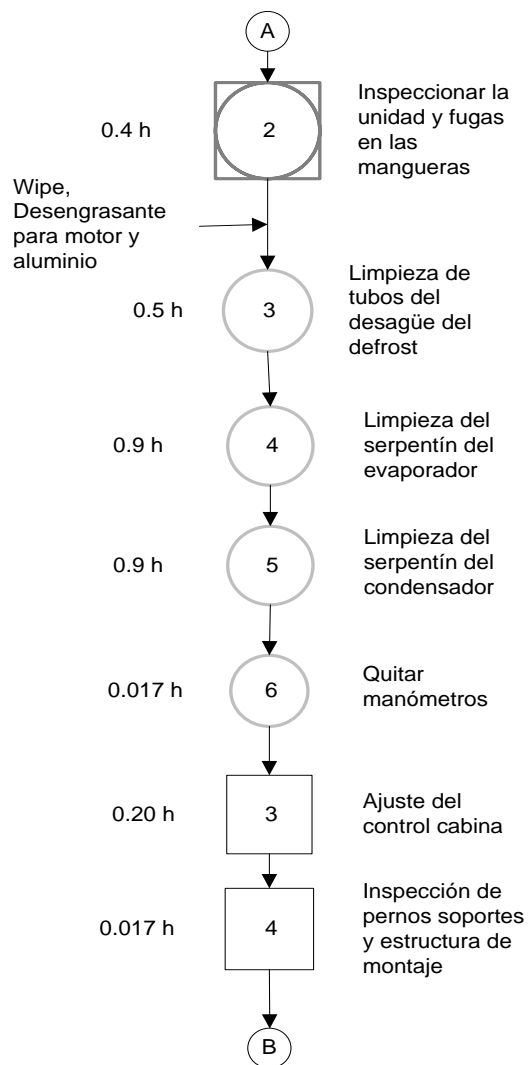 A
0.4 h
2
Inspeccionar la
unidad y fugas
en las
mangueras
Wipe,
Desengrasante
para motor y
aluminio
0.5 h
3
Limpieza de
tubos del
desagüe del
defrost
0.9 h
4
Limpieza del
serpentín del
evaporador
0.9 h
5
Limpieza del
serpentín del
condensador
0.017 h
6
Quitar
manómetros
0.20 h
3
Ajuste del
control cabina
0.017 h
4
Inspección de
pernos soportes
y estructura de
montaje
B